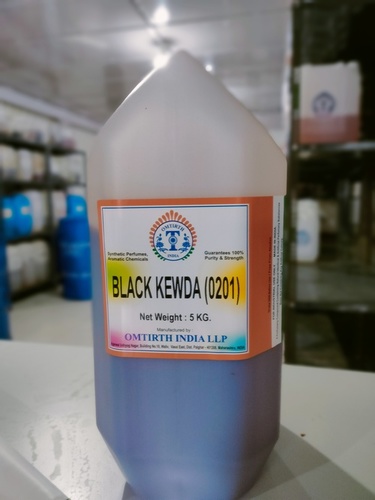 OMTIRTH
T
INDIA
Synthetic Perfumes,
Aromatic Chemicals
Guarantees 100%
Purity & Strength
BLACK KEWDA (0201)
Net Weight : 5 KG.
Manufactured by
OMTIRTH INDIA LLP